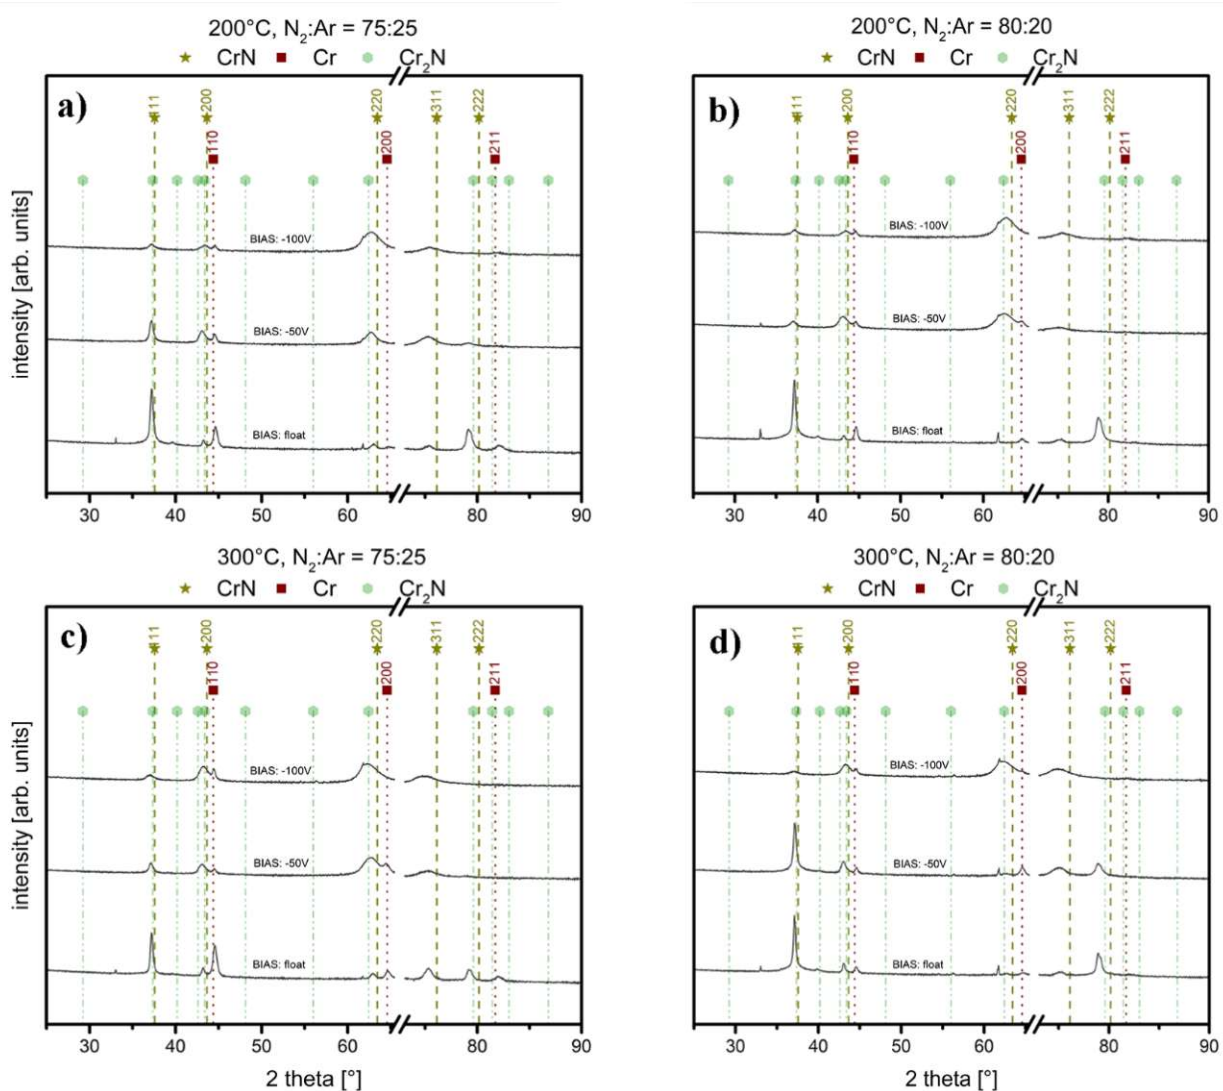 200°C, N₂:Ar = 75:25
CrN Cr Cr₂N
a)
111 200 220 311 222
110 200 211
BIAS: -100V
BIAS: -50V
BIAS: float
intensity [arb. units]
30 40 50 60 80 90
200°C, N₂:Ar = 80:20
CrN Cr Cr₂N
b)
111 200 220 311 222
110 200 211
BIAS: -100V
BIAS: -50V
BIAS: float
30 40 50 60 80 90
300°C, N₂:Ar = 75:25
CrN Cr Cr₂N
c)
111 200 220 311 222
110 200 211
BIAS: -100V
BIAS: -50V
BIAS: float
intensity [arb. units]
30 40 50 60 80 90
2 theta [°]
300°C, N₂:Ar = 80:20
CrN Cr Cr₂N
d)
111 200 220 311 222
110 200 211
BIAS: -100V
BIAS: -50V
BIAS: float
30 40 50 60 80 90
2 theta [°]